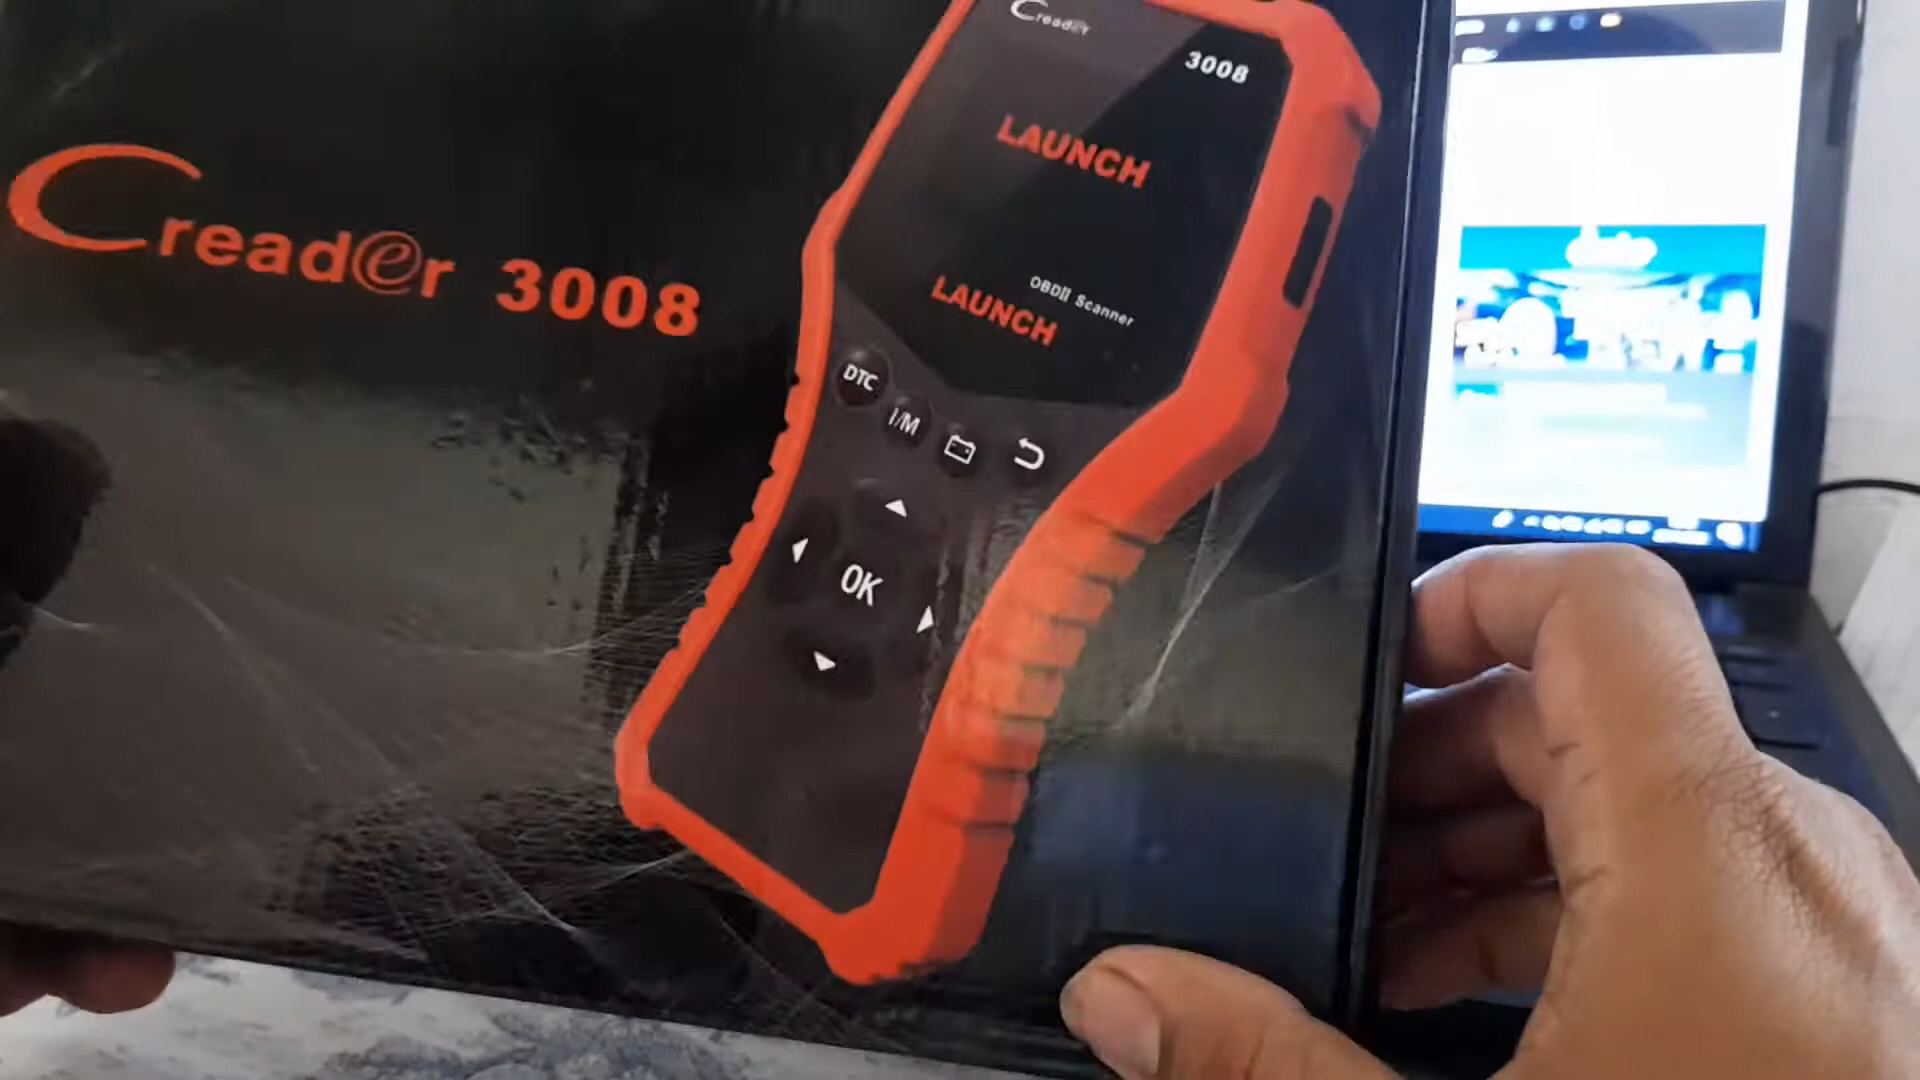 Creader
3008
LAUNCH
OBDII Scanner
LAUNCH
Creader 3008
DTC
I/M
OK